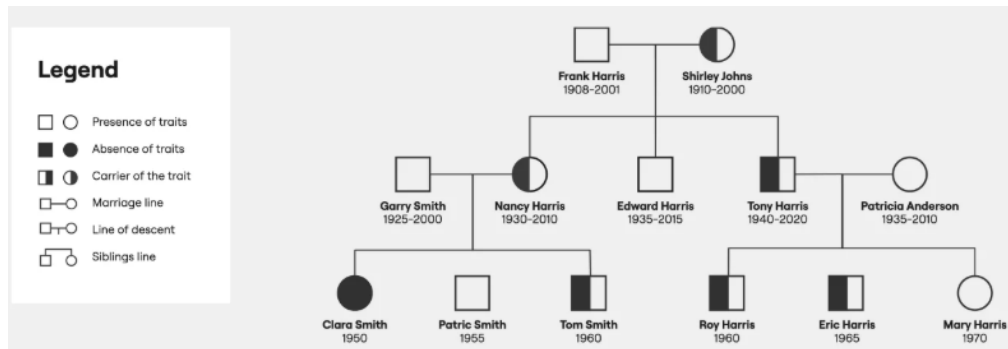 Legend
Presence of traits
Absence of traits
Carrier of the trait
Marriage line
Line of descent
Siblings line
Frank Harris
1908-2001
Shirley Johns
1910-2000
Garry Smith
1925-2000
Nancy Harris
1930-2010
Edward Harris
1935-2015
Tony Harris
1940-2020
Patricia Anderson
1935-2010
Clara Smith
1950
Patric Smith
1955
Tom Smith
1960
Roy Harris
1960
Eric Harris
1965
Mary Harris
1970